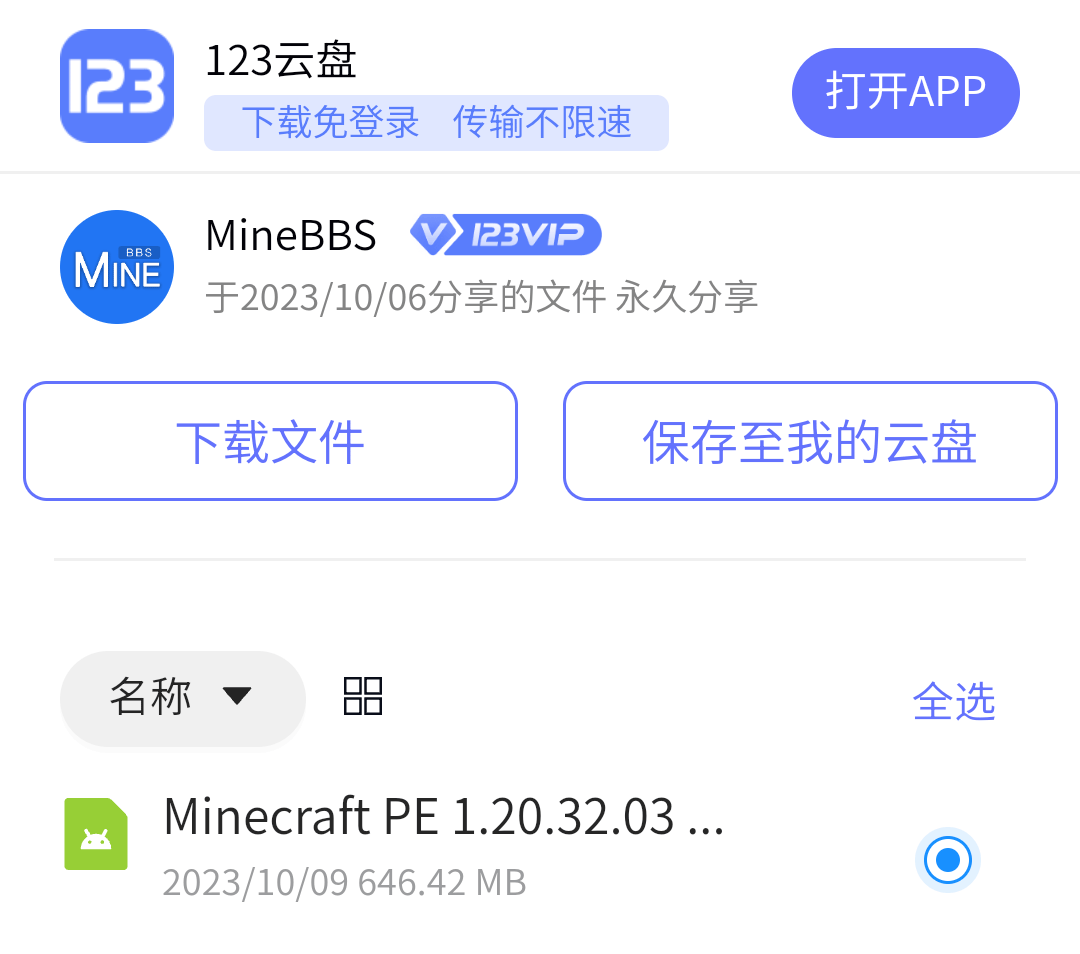 123
123云盘
下载免登录 传输不限速
打开APP
MINE BBS
MineBBS
V 123VIP
于2023/10/06分享的文件 永久分享
下载文件
保存至我的云盘
名称
全选
Minecraft PE 1.20.32.03 ...
2023/10/09 646.42 MB